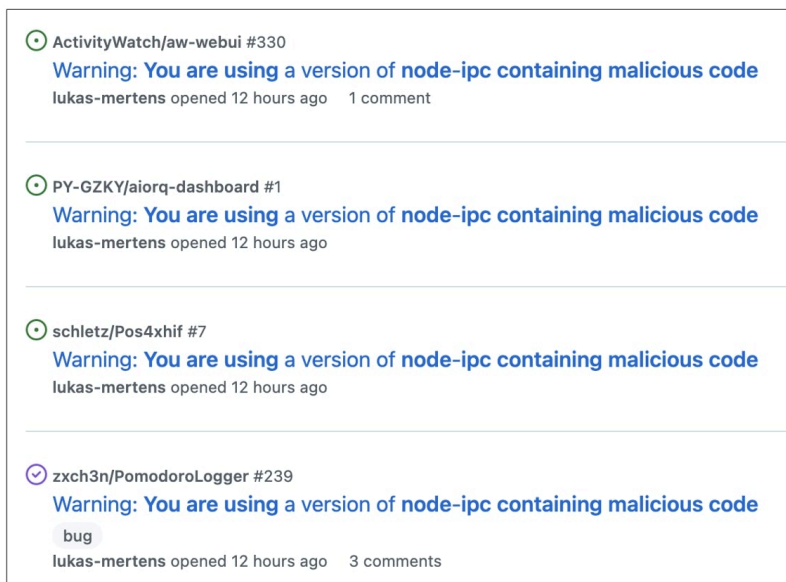 ActivityWatch/aw-webui #330
Warning: You are using a version of node-ipc containing malicious code
lukas-mertens opened 12 hours ago 1 comment
PY-GZKY/aiorq-dashboard #1
Warning: You are using a version of node-ipc containing malicious code
lukas-mertens opened 12 hours ago
schletz/Pos4xhif #7
Warning: You are using a version of node-ipc containing malicious code
lukas-mertens opened 12 hours ago
zxch3n/PomodoroLogger #239
Warning: You are using a version of node-ipc containing malicious code
bug
lukas-mertens opened 12 hours ago 3 comments